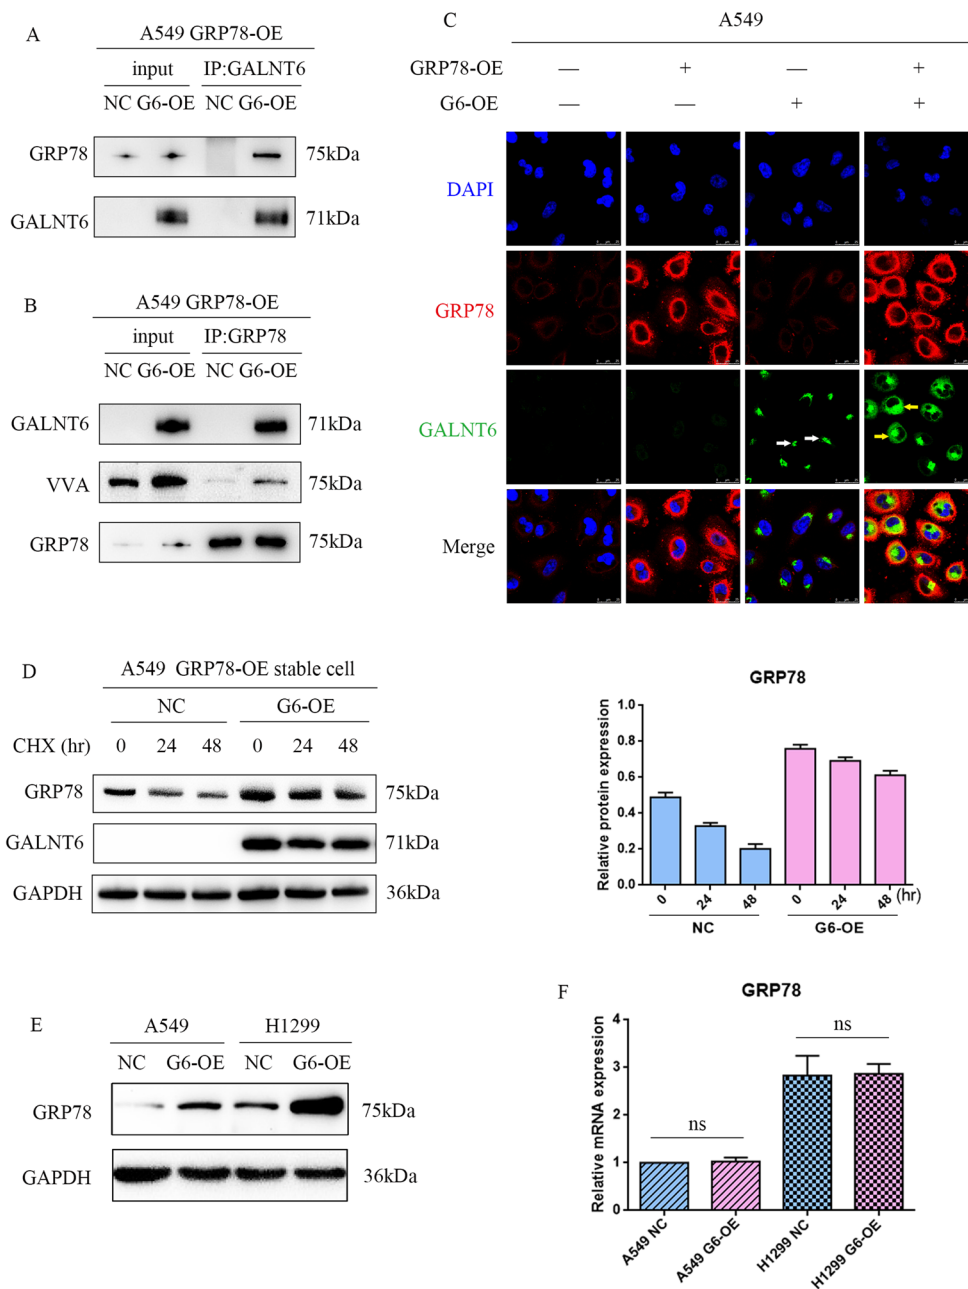 A
A549 GRP78-OE
input IP:GALNT6
NC G6-OE NC G6-OE
GRP78 75kDa
GALNT6 71kDa
B
A549 GRP78-OE
input IP:GRP78
NC G6-OE NC G6-OE
GALNT6 71kDa
VVA 75kDa
GRP78 75kDa
C
A549
GRP78-OE — + — +
G6-OE — — + +
DAPI
GRP78
GALNT6
Merge
D
A549 GRP78-OE stable cell
NC G6-OE
CHX (hr) 0 24 48 0 24 48
GRP78 75kDa
GALNT6 71kDa
GAPDH 36kDa
GRP78
Relative protein expression
1.0
0.8
0.6
0.4
0.2
0.0
0 24 48 0 24 48 (hr)
NC G6-OE
E
A549 H1299
NC G6-OE NC G6-OE
GRP78 75kDa
GAPDH 36kDa
F
GRP78
Relative mRNA expression
4
3
2
1
0
ns
ns
A549 NC
A549 G6-OE
H1299 NC
H1299 G6-OE